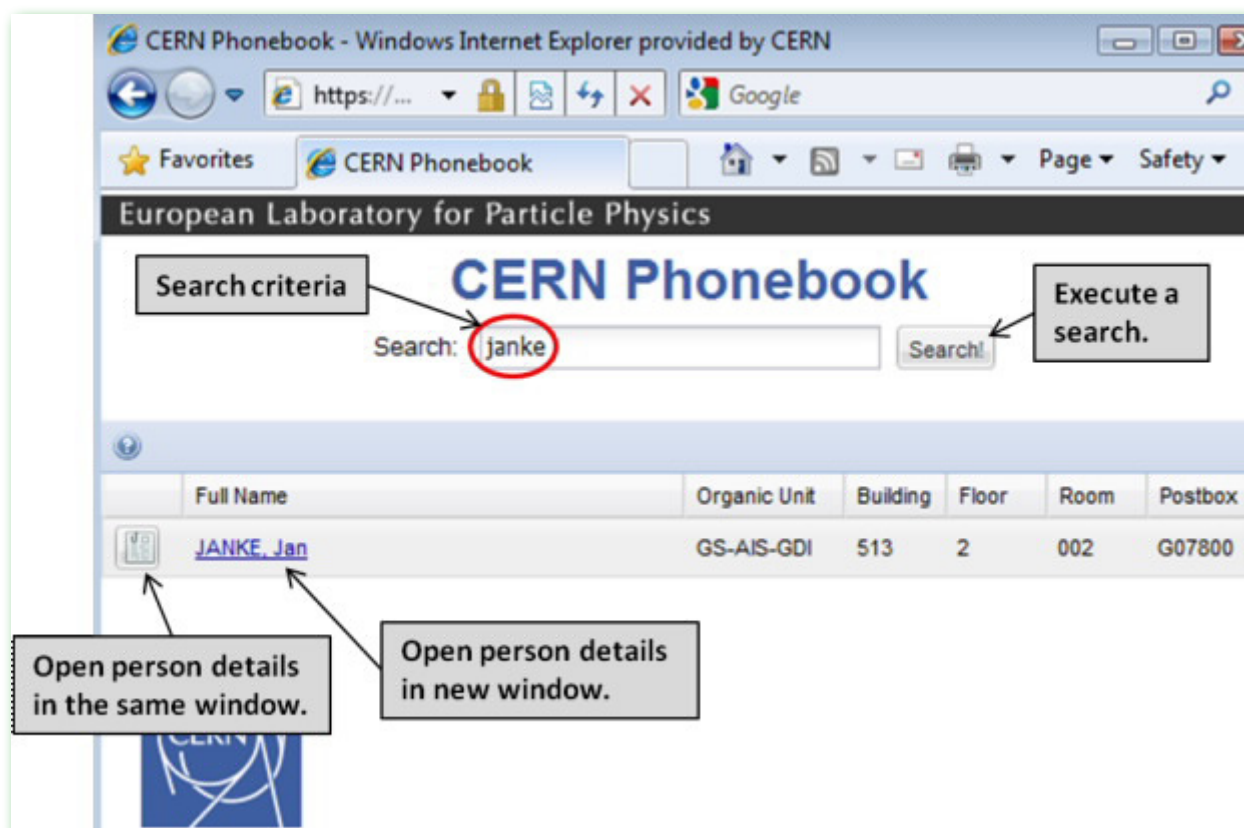 CERN Phonebook - Windows Internet Explorer provided by CERN
https://... Google
Favorites CERN Phonebook Page Safety
European Laboratory for Particle Physics
CERN Phonebook
Search criteria
Execute a
search.
Search: janke Search!
Full Name Organic Unit Building Floor Room Postbox
JANKE, Jan GS-AIS-GDI 513 2 002 G07800
Open person details
in the same window.
Open person details
in new window.
CERN